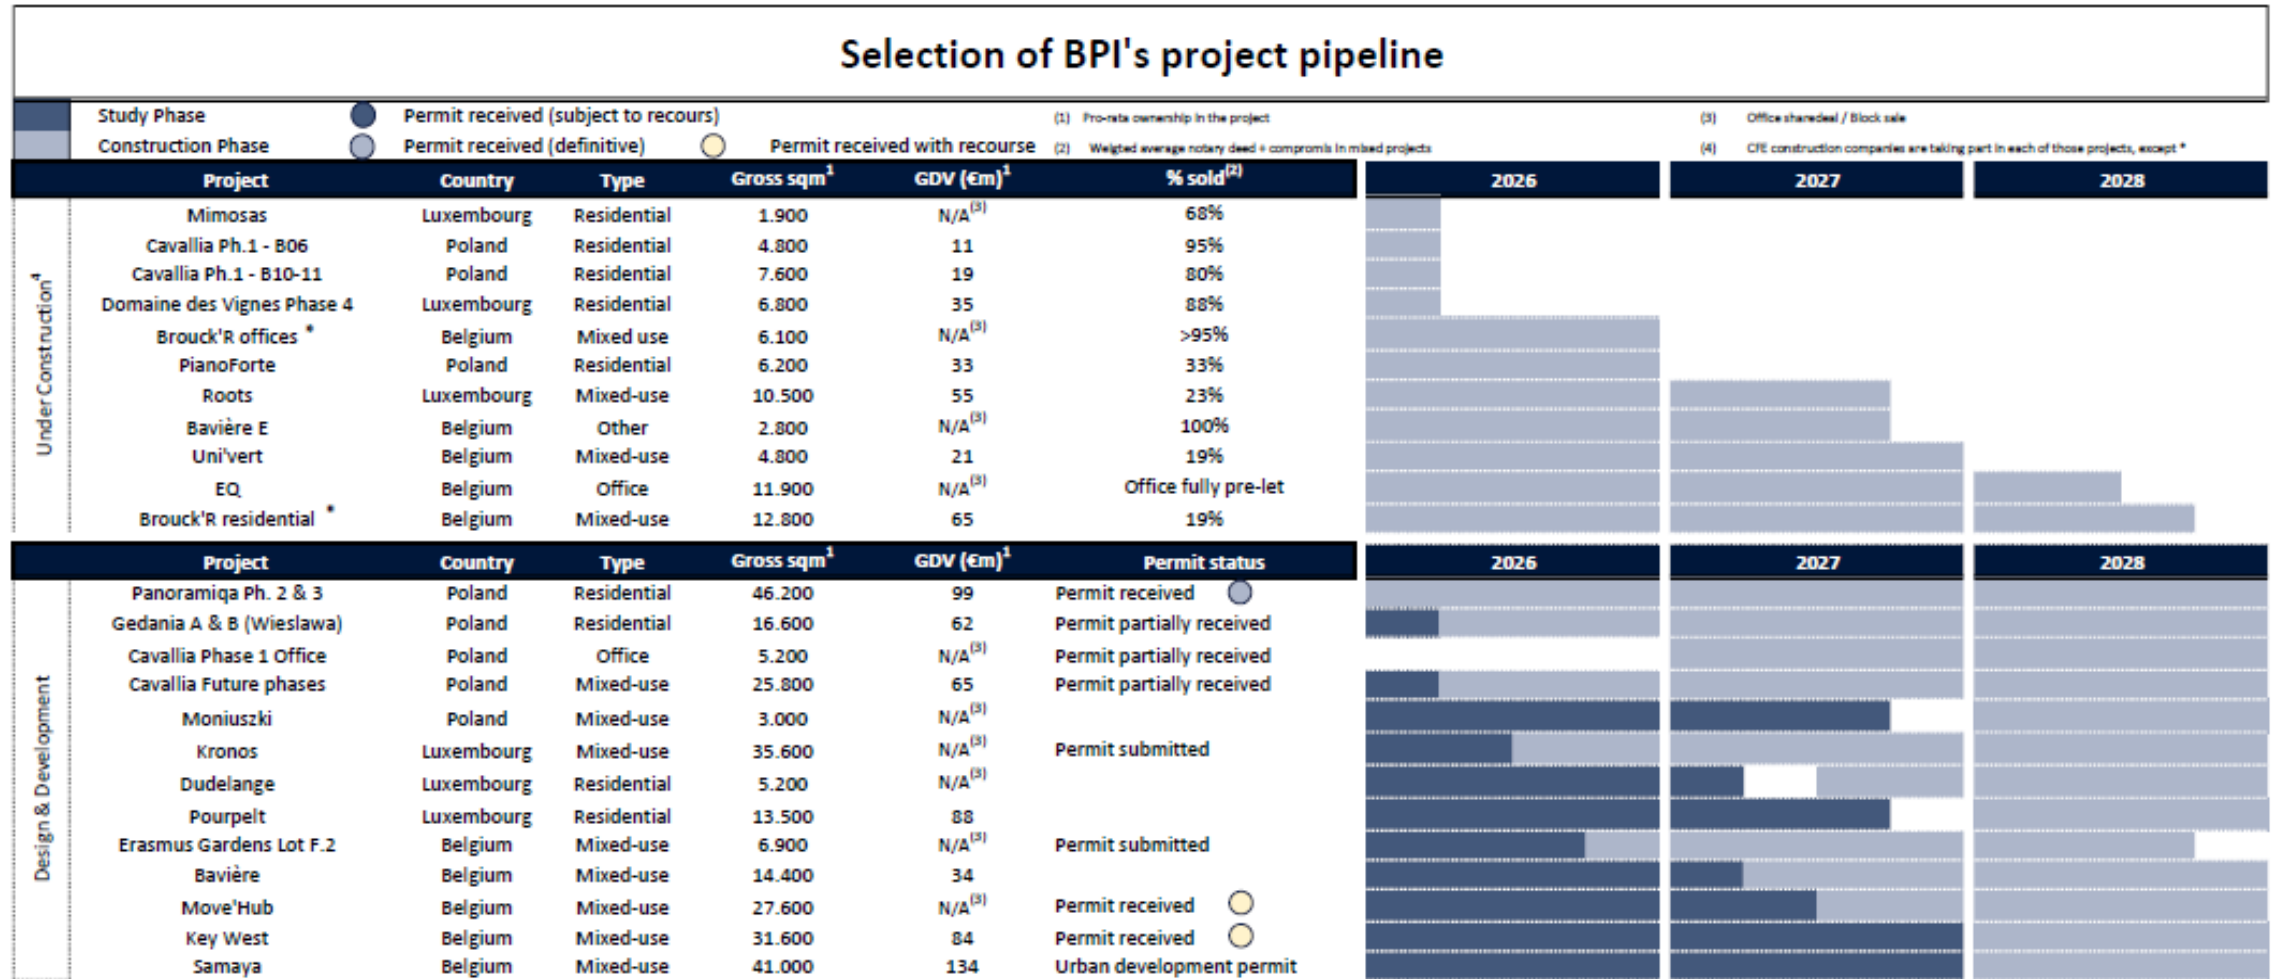 Selection of BPI's project pipeline
Study Phase Permit received (subject to recours) (1) Pro-rata ownership in the project (3) Office sharedeal / Block sale
Construction Phase Permit received (definitive) Permit received with recourse (2) Weigted average notary deed + compromis in mixed projects (4) CFE construction companies are taking part in each of those projects, except *
Project Country Type Gross sqm1 GDV (€m)1 % sold(2) 2026 2027 2028
Under Construction4
Mimosas Luxembourg Residential 1.900 N/A(3) 68%
Cavallia Ph.1 - B06 Poland Residential 4.800 11 95%
Cavallia Ph.1 - B10-11 Poland Residential 7.600 19 80%
Domaine des Vignes Phase 4 Luxembourg Residential 6.800 35 88%
Brouck'R offices * Belgium Mixed use 6.100 N/A(3) >95%
PianoForte Poland Residential 6.200 33 33%
Roots Luxembourg Mixed-use 10.500 55 23%
Bavière E Belgium Other 2.800 N/A(3) 100%
Uni'vert Belgium Mixed-use 4.800 21 19%
EQ Belgium Office 11.900 N/A(3) Office fully pre-let
Brouck'R residential * Belgium Mixed-use 12.800 65 19%
Project Country Type Gross sqm1 GDV (€m)1 Permit status 2026 2027 2028
Design & Development
Panoramiqa Ph. 2 & 3 Poland Residential 46.200 99 Permit received
Gedania A & B (Wieslawa) Poland Residential 16.600 62 Permit partially received
Cavallia Phase 1 Office Poland Office 5.200 N/A(3) Permit partially received
Cavallia Future phases Poland Mixed-use 25.800 65 Permit partially received
Moniuszki Poland Mixed-use 3.000 N/A(3)
Kronos Luxembourg Mixed-use 35.600 N/A(3) Permit submitted
Dudelange Luxembourg Residential 5.200 N/A(3)
Pourpelt Luxembourg Residential 13.500 88
Erasmus Gardens Lot F.2 Belgium Mixed-use 6.900 N/A(3) Permit submitted
Bavière Belgium Mixed-use 14.400 34
Move'Hub Belgium Mixed-use 27.600 N/A(3) Permit received
Key West Belgium Mixed-use 31.600 84 Permit received
Samaya Belgium Mixed-use 41.000 134 Urban development permit